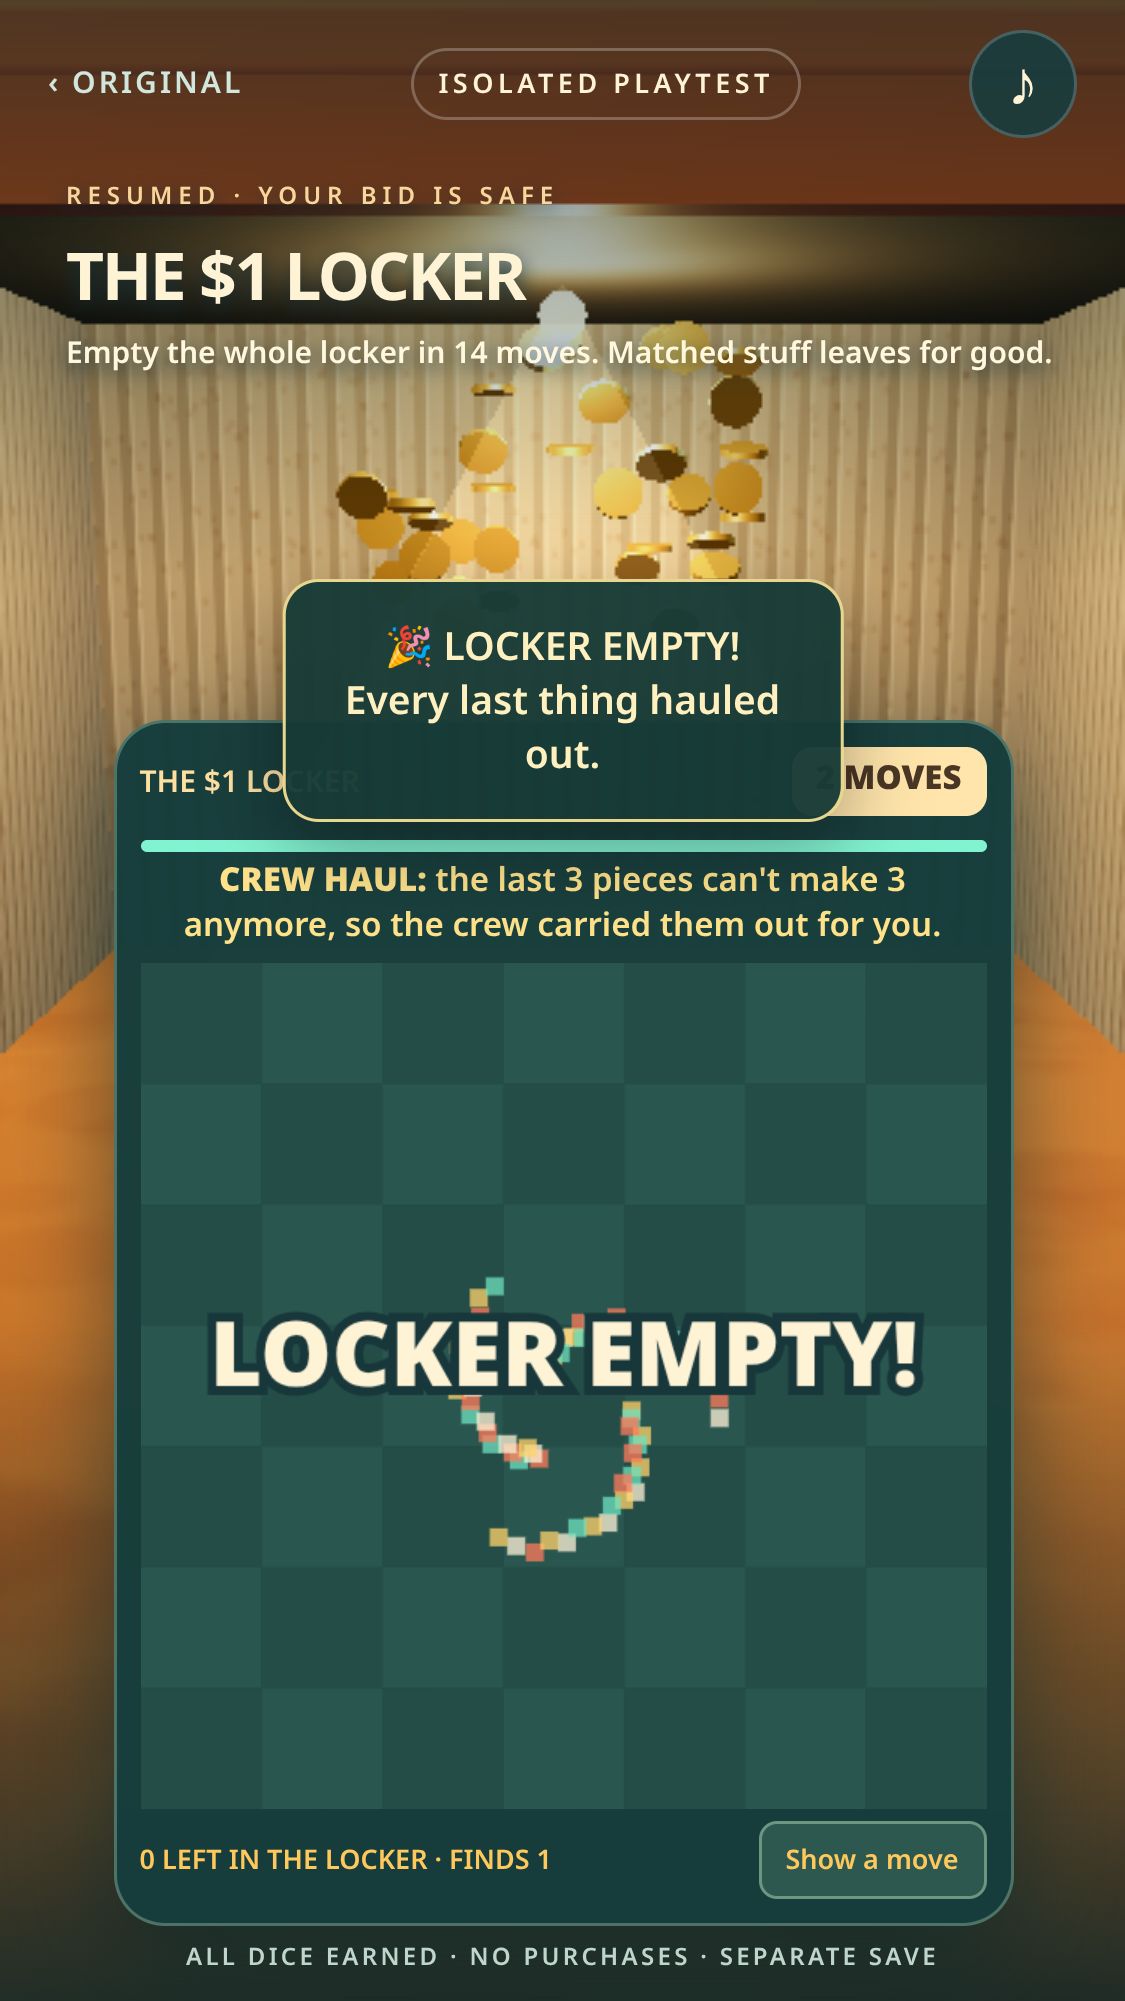 ‹ ORIGINAL
ISOLATED PLAYTEST
RESUMED · YOUR BID IS SAFE
THE $1 LOCKER
Empty the whole locker in 14 moves. Matched stuff leaves for good.
🎉 LOCKER EMPTY!
Every last thing hauled
out.
THE $1 LOCKER
2 MOVES
CREW HAUL: the last 3 pieces can't make 3
anymore, so the crew carried them out for you.
LOCKER EMPTY!
0 LEFT IN THE LOCKER · FINDS 1
Show a move
ALL DICE EARNED · NO PURCHASES · SEPARATE SAVE